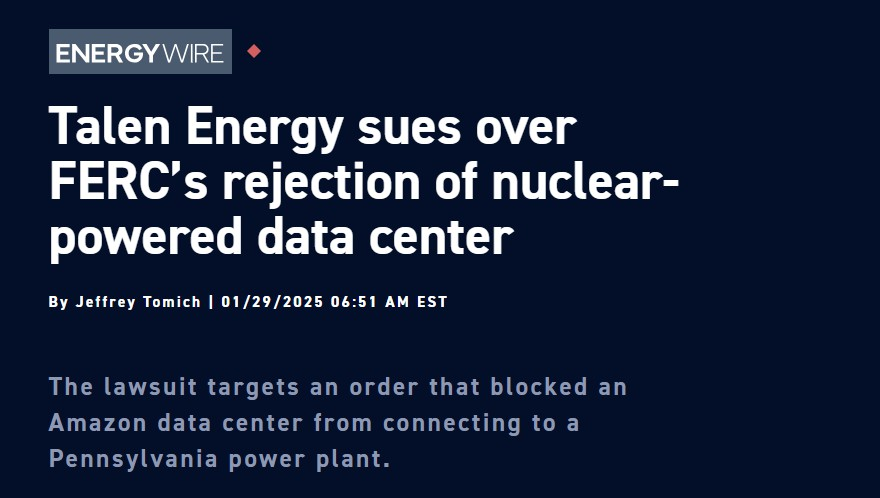 ENERGYWIRE
Talen Energy sues over
FERC’s rejection of nuclear-
powered data center
By Jeffrey Tomich | 01/29/2025 06:51 AM EST
The lawsuit targets an order that blocked an
Amazon data center from connecting to a
Pennsylvania power plant.